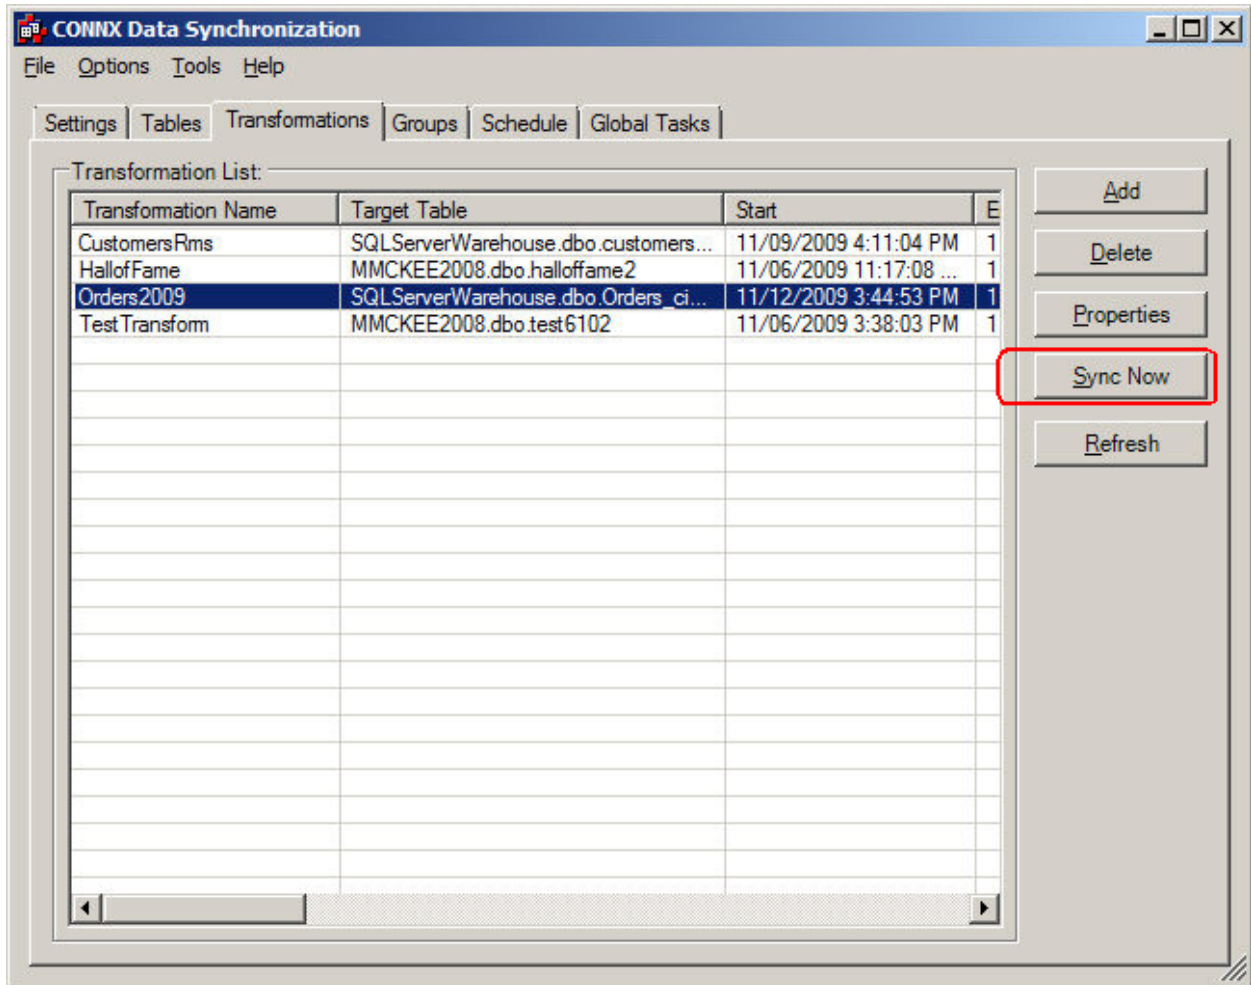 CONNX Data Synchronization
File Options Tools Help
Settings Tables Transformations Groups Schedule Global Tasks
Transformation List:
Transformation Name Target Table Start E
CustomersRms SQLServerWarehouse.dbo.customers... 11/09/2009 4:11:04 PM 1
HallofFame MMCKEE2008.dbo.halloffame2 11/06/2009 11:17:08 ... 1
Orders2009 SQLServerWarehouse.dbo.Orders_ci... 11/12/2009 3:44:53 PM 1
TestTransform MMCKEE2008.dbo.test6102 11/06/2009 3:38:03 PM 1
Add
Delete
Properties
Sync Now
Refresh